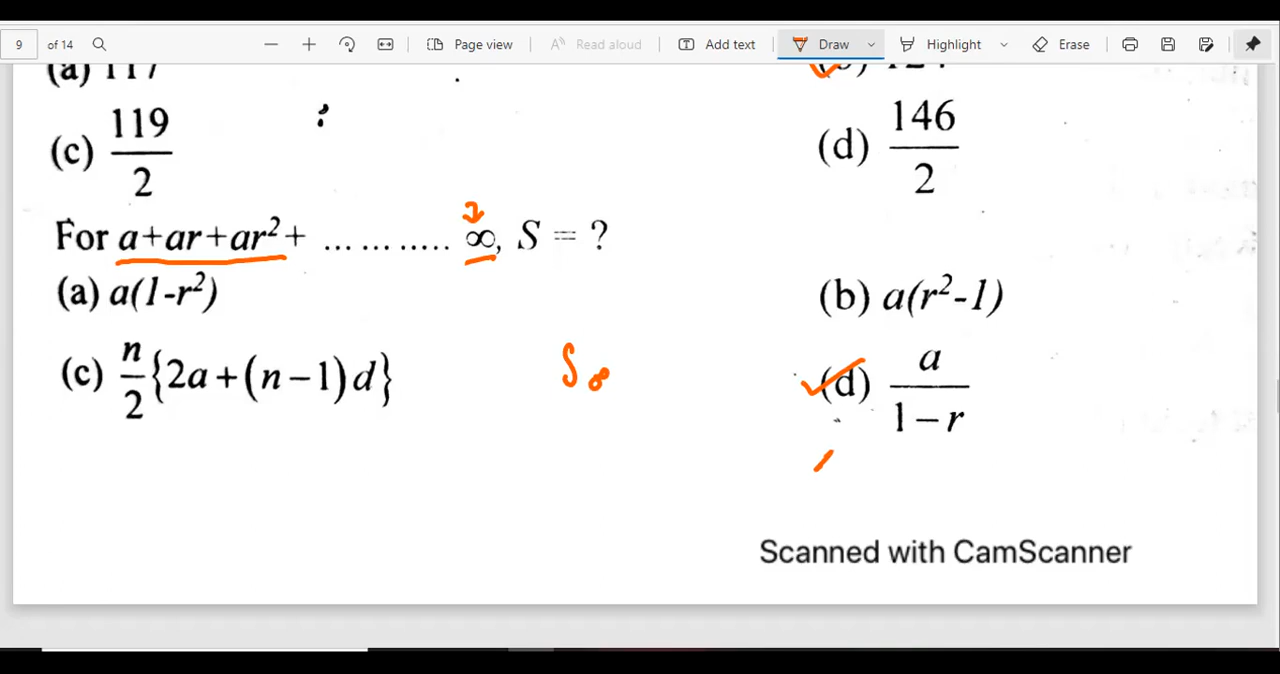 9 of 14 Page view Read aloud Add text Draw Highlight Erase
(a) 117
(c) 119/2 (d) 146/2
For a+ar+ar²+ ... ... ..... ∞, S = ?
(a) a(1-r²) (b) a(r²-1)
(c) n/2{2a+(n−1)d} S∞ (d) a/1−r
Scanned with CamScanner